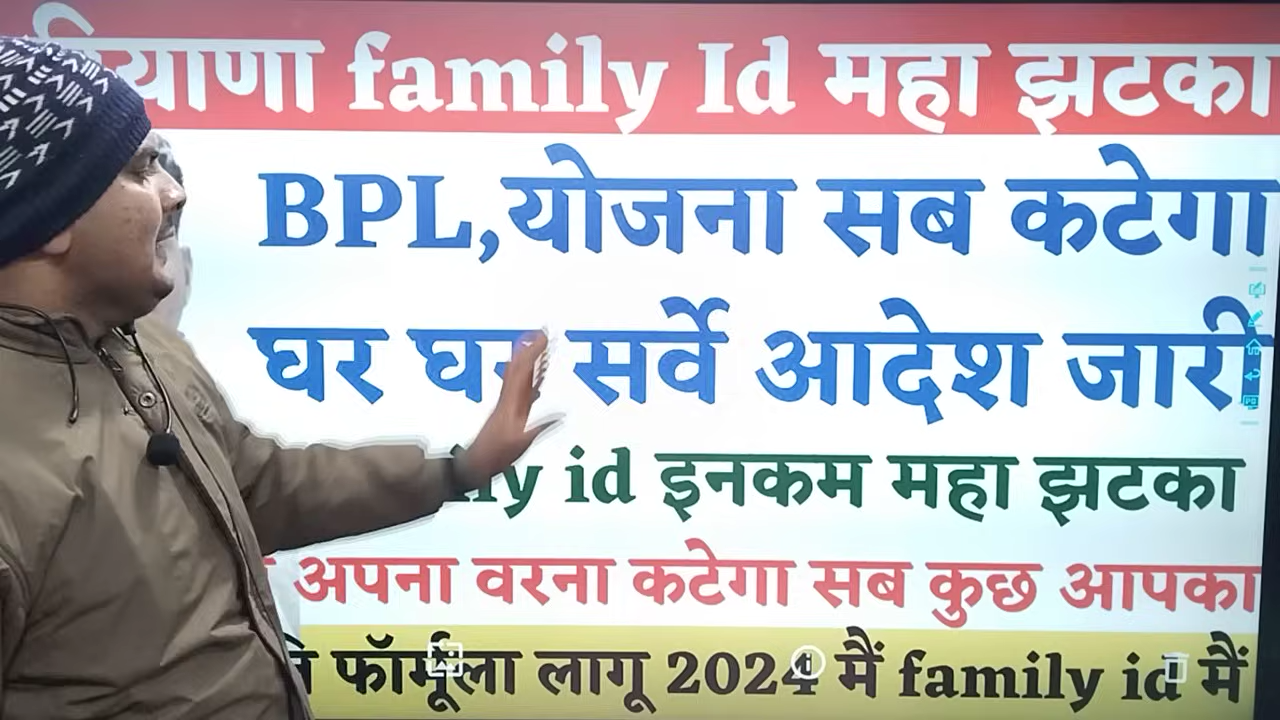 family Id महा झटका
BPL,योजना सब कटेगा
घर सर्वे आदेश जारी
id इनकम महा झटका
अपना वरना कटेगा सब कुछ आपका
फॉर्मूला लागू 2024 मैं family id मैं